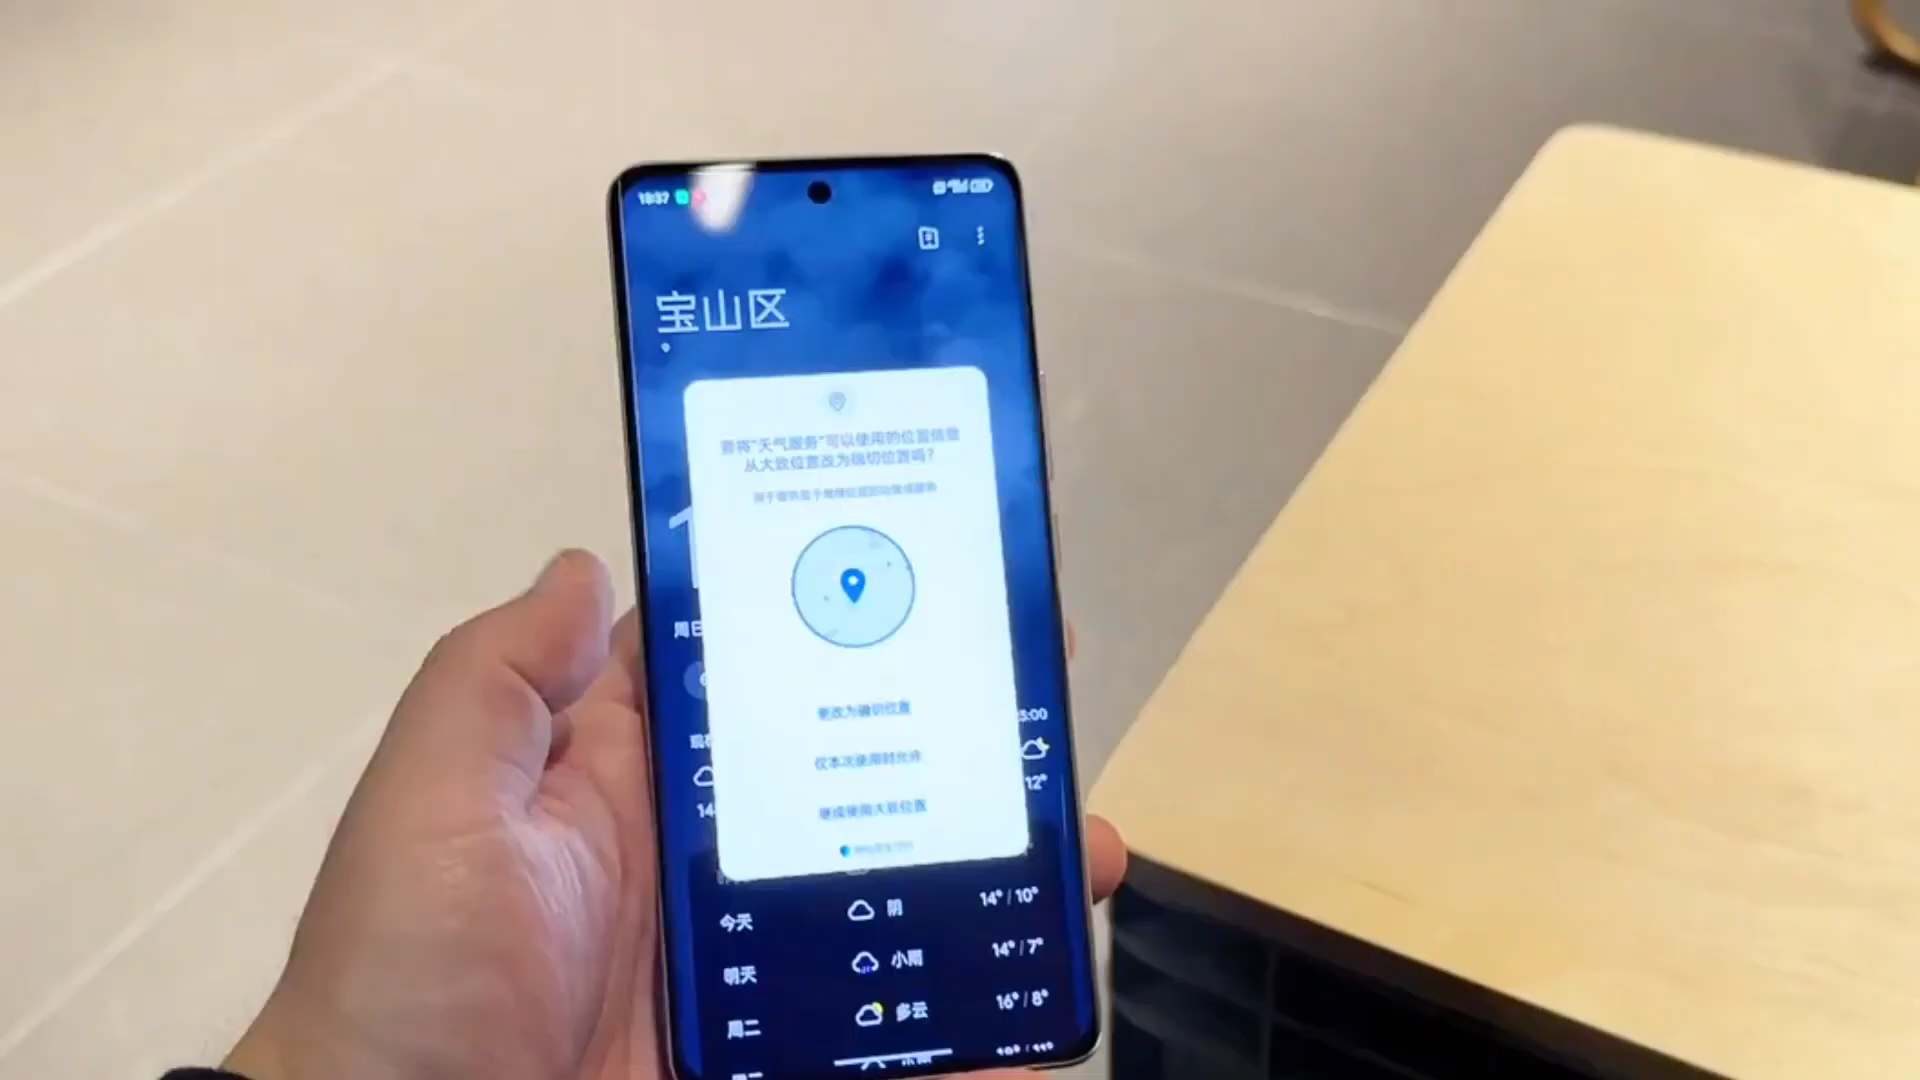 宝山区
要将“天气服务”可以使用的位置信息
从大致位置改为确切位置吗？
周日
更改为确切位置
仅本次使用时允许
继续使用大致位置
12°
今天 阴 14° / 10°
明天 小雨 14° / 7°
周二 多云 16° / 8°